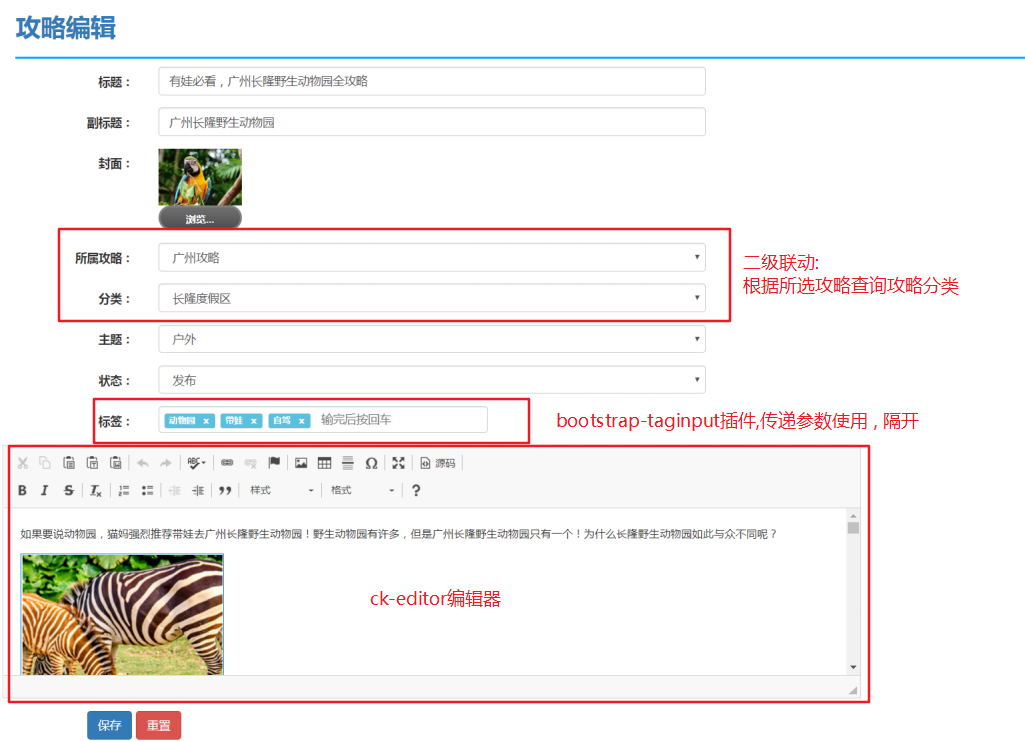 攻略编辑
标题： 有娃必看，广州长隆野生动物园全攻略
副标题： 广州长隆野生动物园
封面：
浏览...
所属攻略： 广州攻略
二级联动:
根据所选攻略查询攻略分类
分类： 长隆度假区
主题： 户外
状态： 发布
标签： 动物园 x 带娃 x 自驾 x 输完后按回车
bootstrap-taginput插件,传递参数使用 , 隔开
ABC 源码
B I S Tx 样式 格式 ?
如果要说动物园，猫妈强烈推荐带娃去广州长隆野生动物园！野生动物园有许多，但是广州长隆野生动物园只有一个！为什么长隆野生动物园如此与众不同呢？
ck-editor编辑器
保存 重置